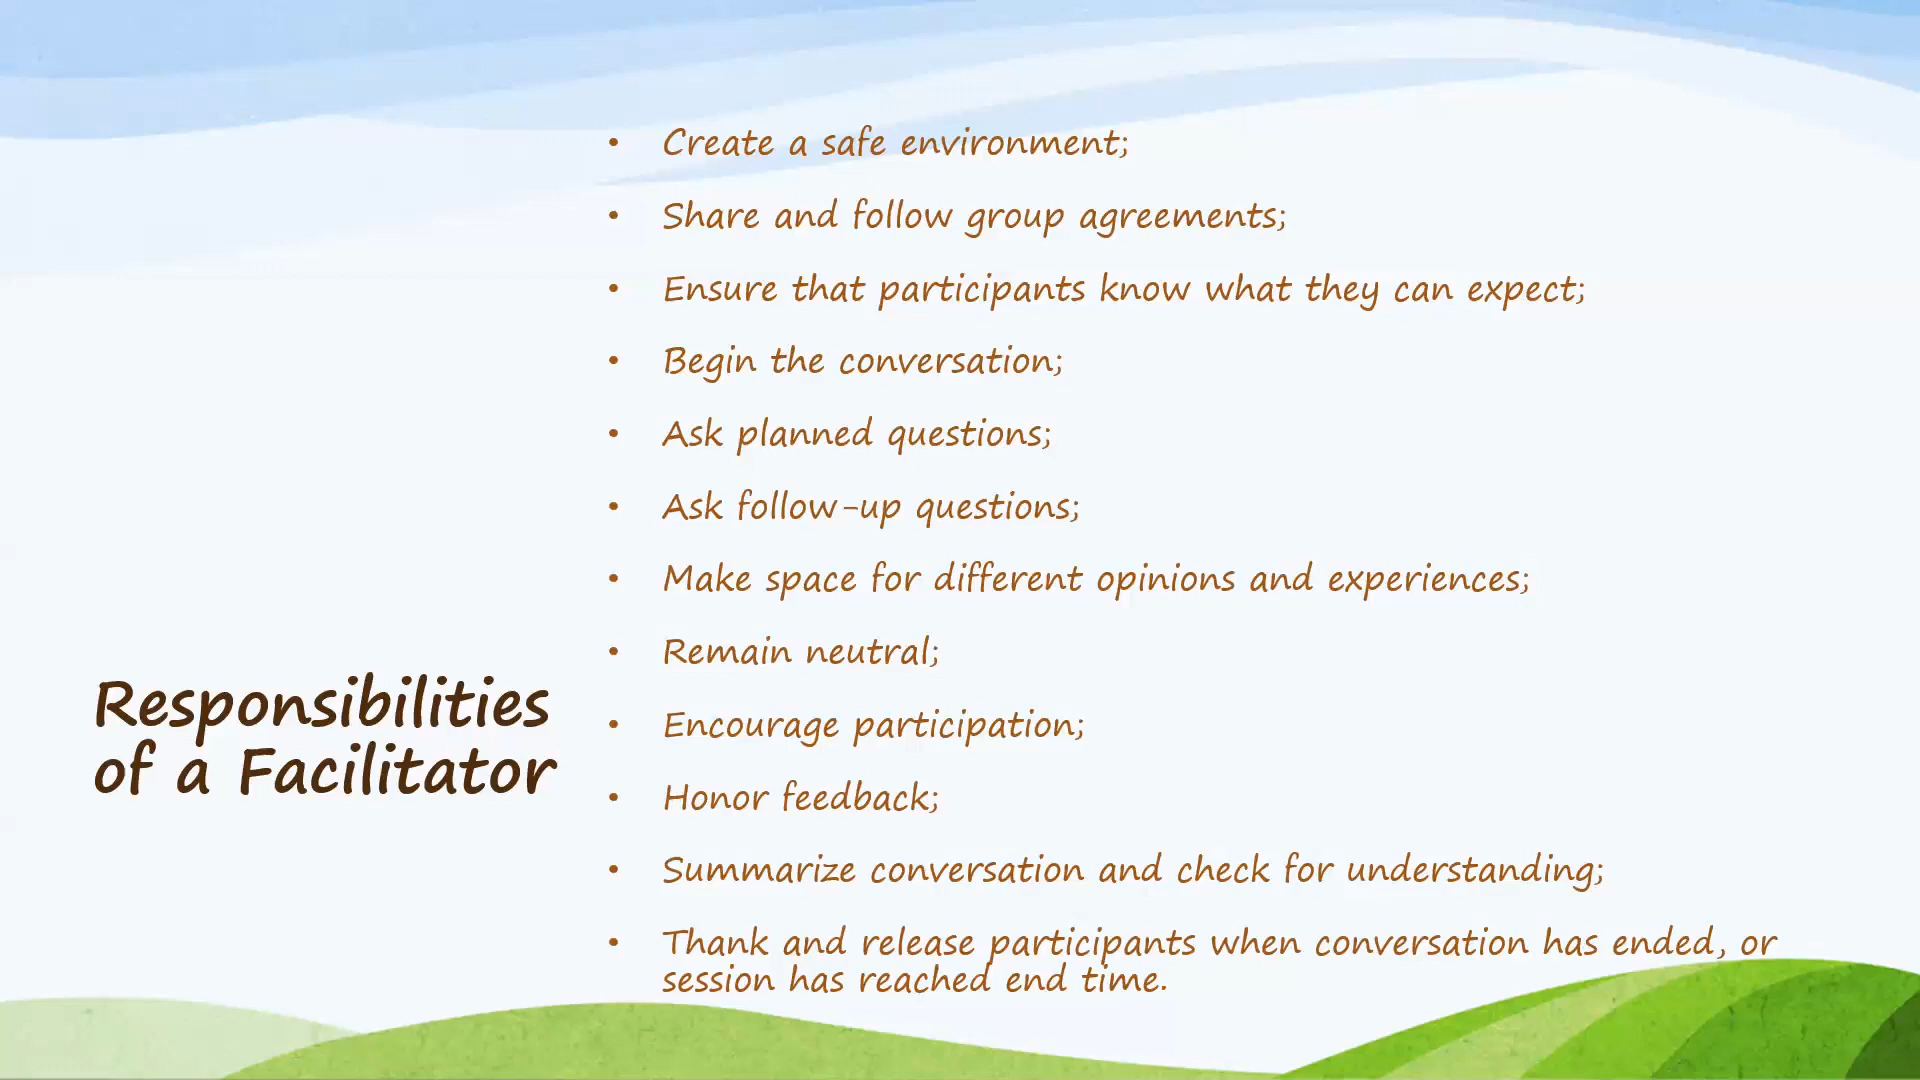 Responsibilities
of a Facilitator
• Create a safe environment;
• Share and follow group agreements;
• Ensure that participants know what they can expect;
• Begin the conversation;
• Ask planned questions;
• Ask follow-up questions;
• Make space for different opinions and experiences;
• Remain neutral;
• Encourage participation;
• Honor feedback;
• Summarize conversation and check for understanding;
• Thank and release participants when conversation has ended, or
session has reached end time.